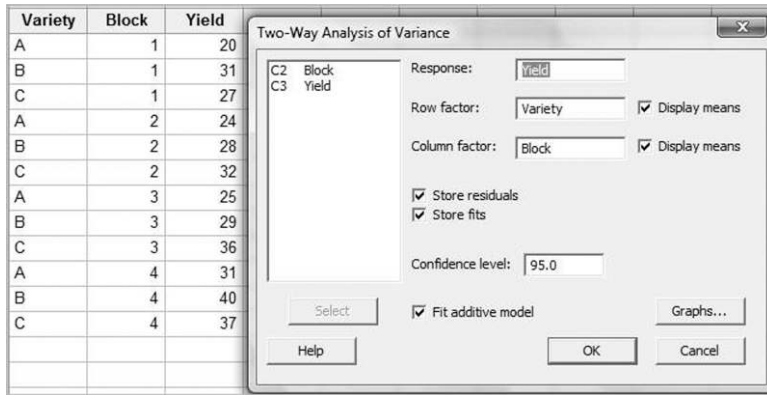 Variety Block Yield
A 1 20
B 1 31
C 1 27
A 2 24
B 2 28
C 2 32
A 3 25
B 3 29
C 3 36
A 4 31
B 4 40
C 4 37
Two-Way Analysis of Variance
C2 Block
C3 Yield
Response: Yield
Row factor: Variety Display means
Column factor: Block Display means
Store residuals
Store fits
Confidence level: 95.0
Select Fit additive model Graphs...
Help OK Cancel